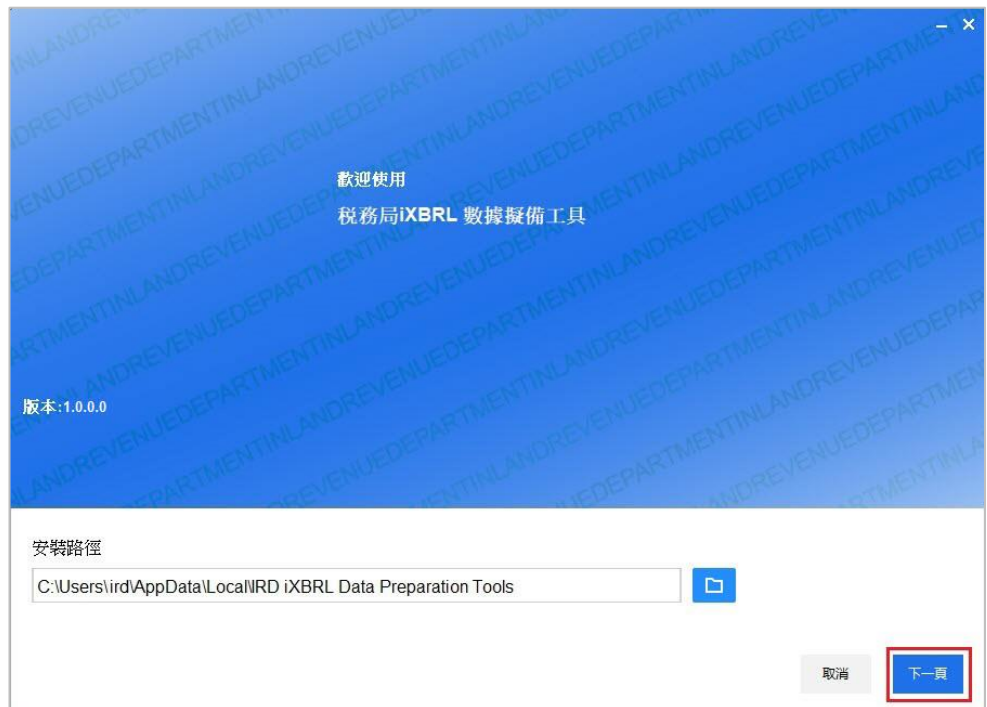 歡迎使用
税務局iXBRL 數據擬備工具
版本:1.0.0.0
安裝路徑
C:\Users\ird\AppData\Local\IRD iXBRL Data Preparation Tools
取消
下一頁